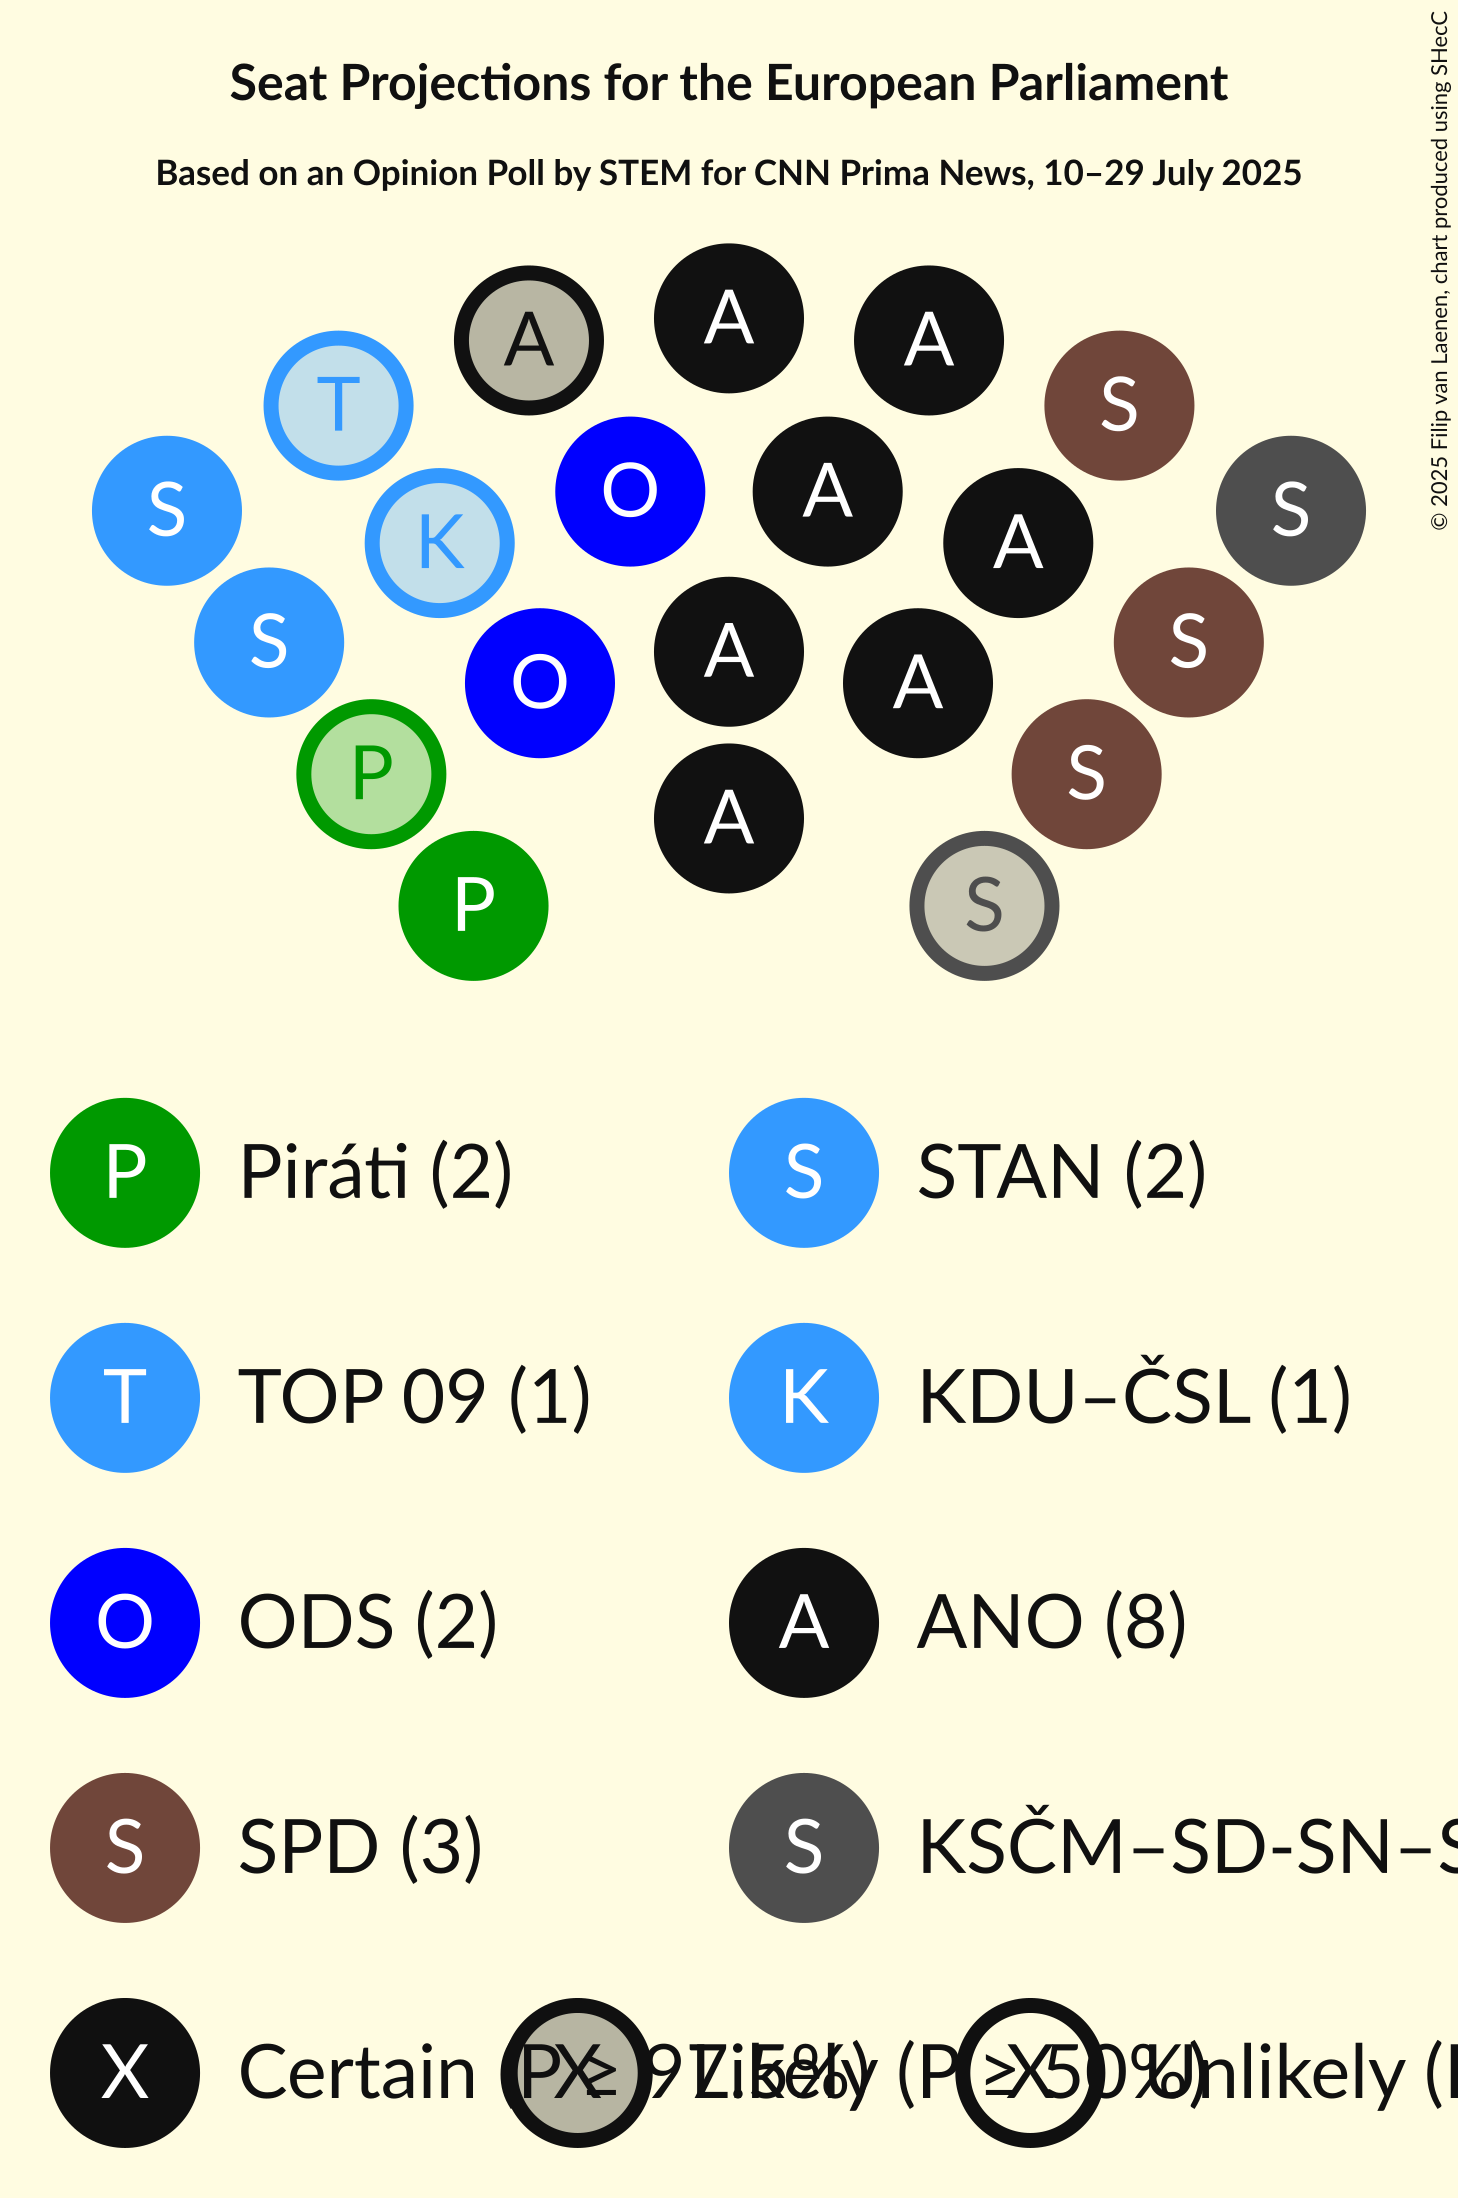 Seat Projections for the European Parliament
Based on an Opinion Poll by STEM for CNN Prima News, 10–29 July 2025
© 2025 Filip van Laenen, chart produced using SHecC
A
A A
T S
S S
O A
K A
S S
A
O A
P S
A
P S
P Piráti (2) S STAN (2)
T TOP 09 (1) K KDU–ČSL (1)
O ODS (2) A ANO (8)
S SPD (3) S KSČM–SD-SN–S
X Certain (P ≥ 97.5%) X Likely (P ≥ 50%) X Unlikely (